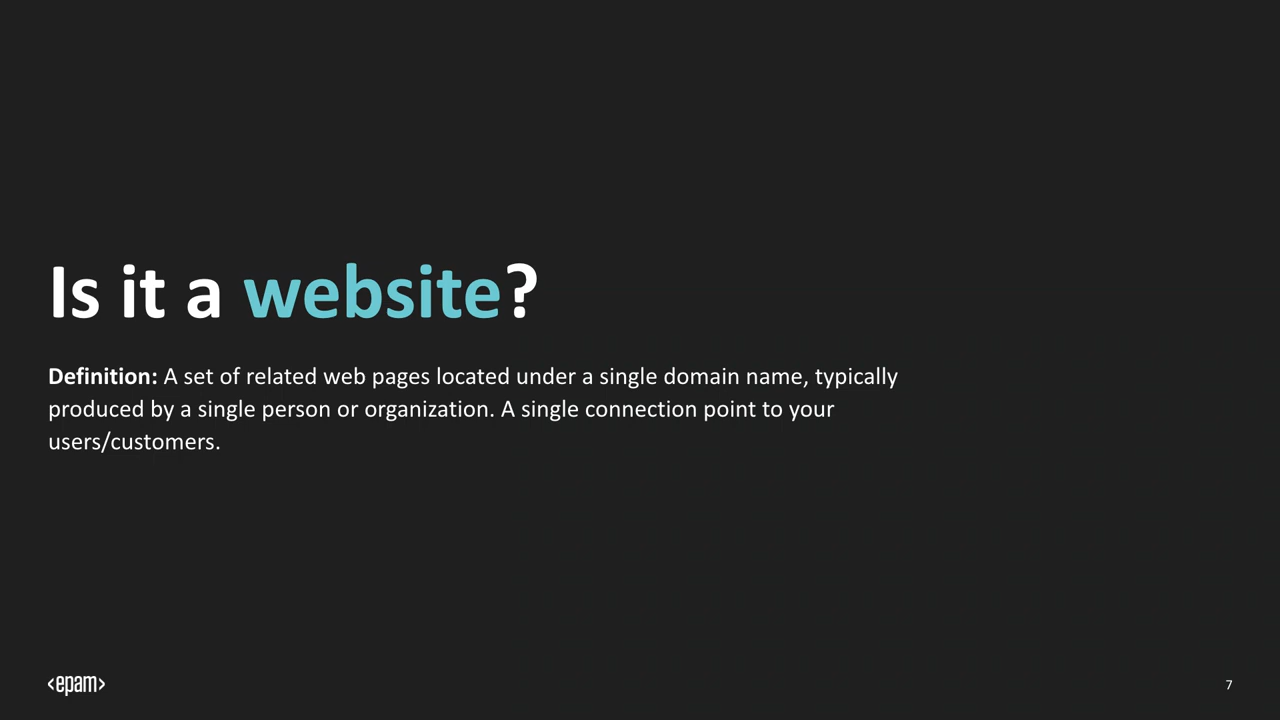 Is it a website?
Definition: A set of related web pages located under a single domain name, typically
produced by a single person or organization. A single connection point to your
users/customers.
<epam>
7